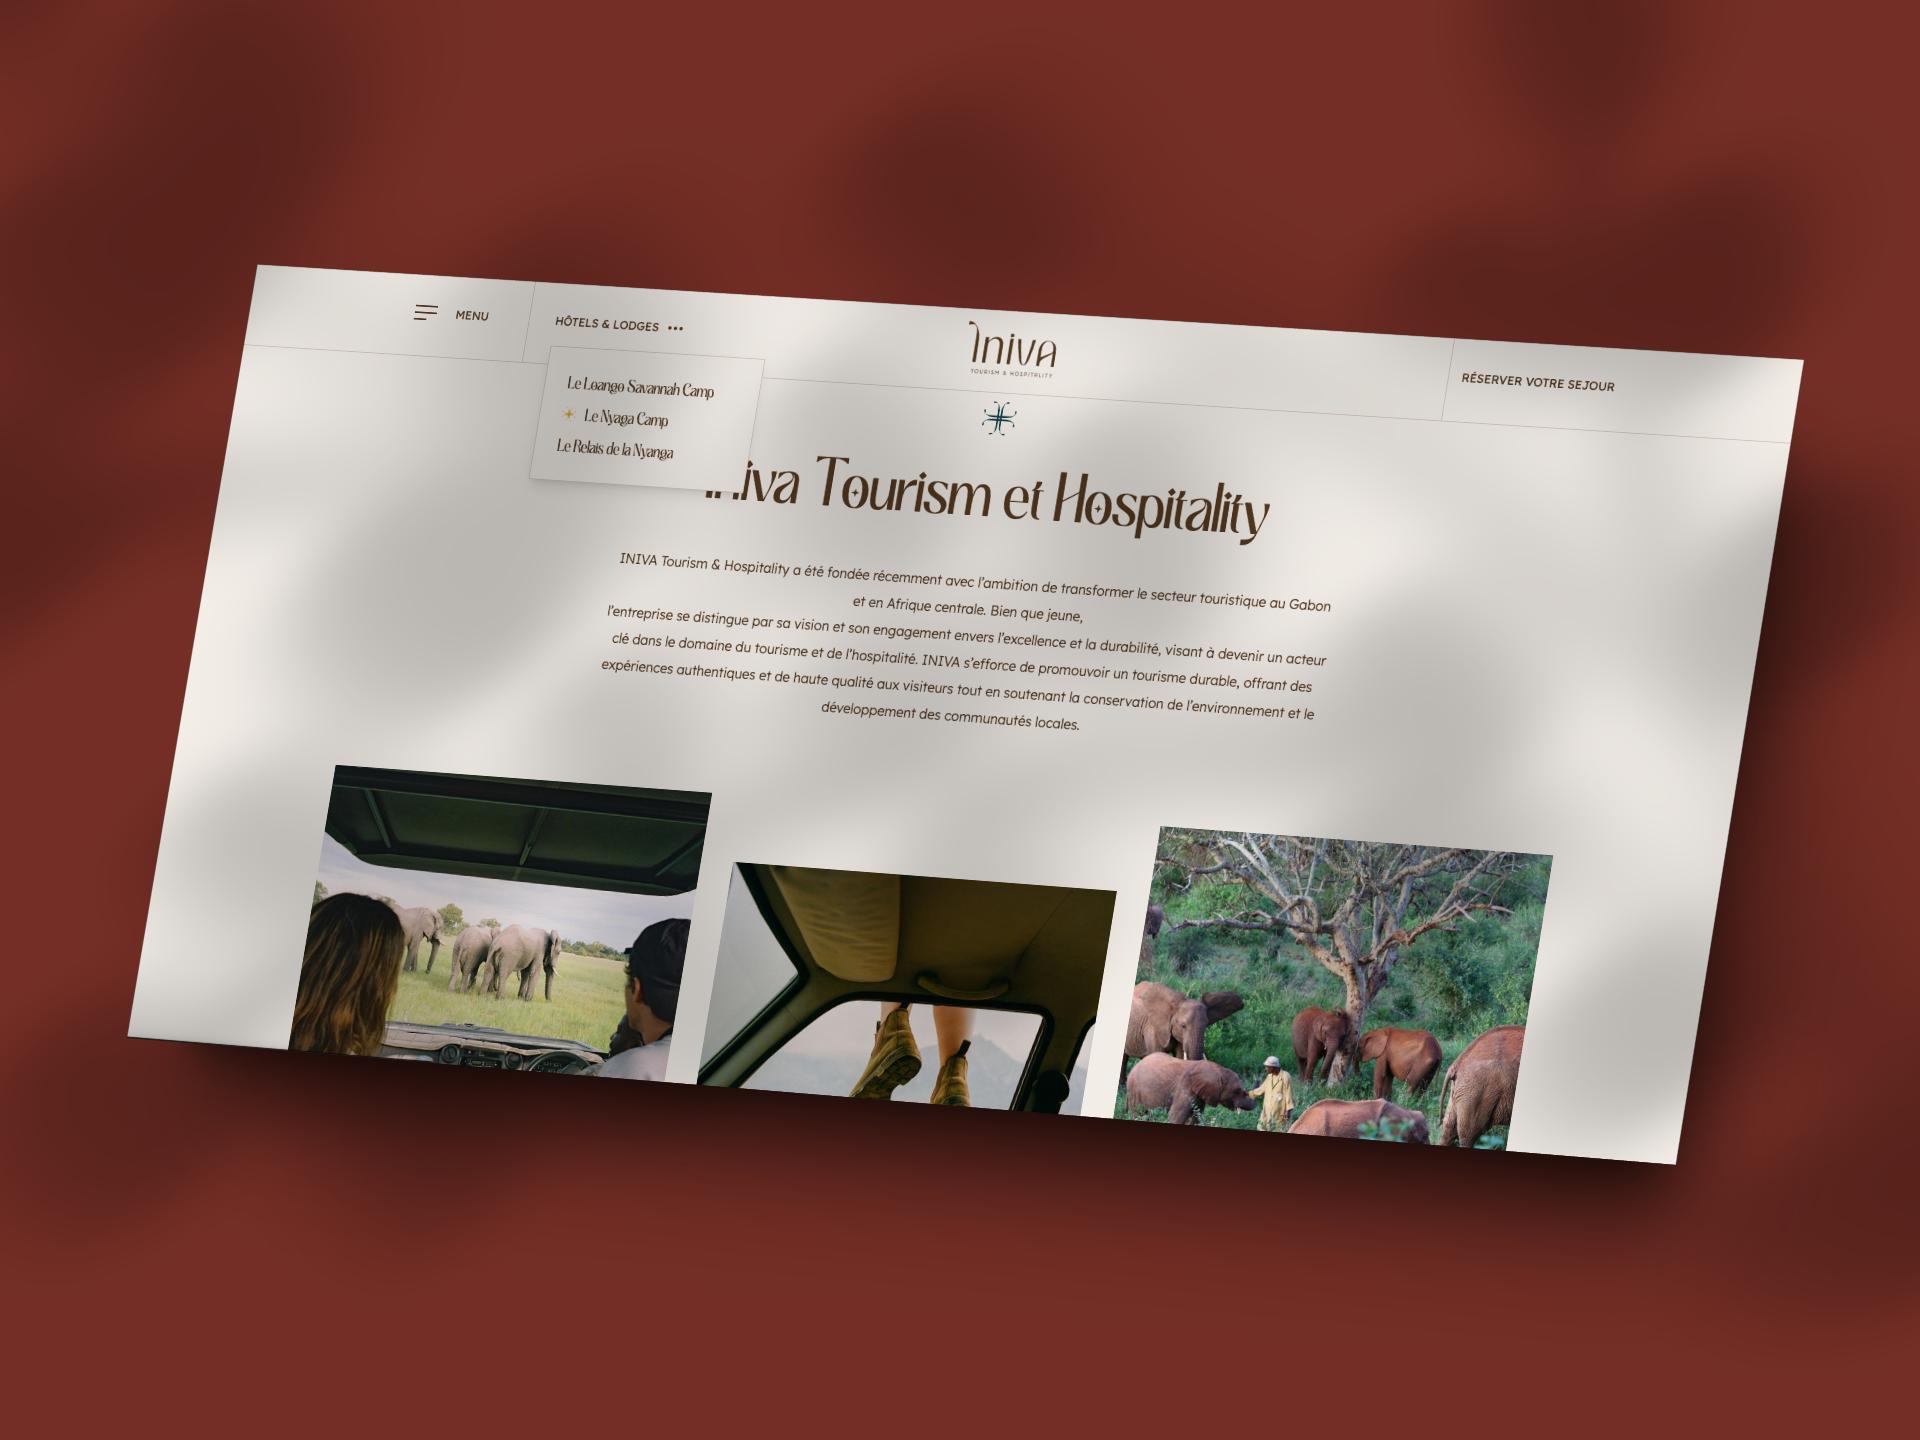 MENU
HÔTELS & LODGES •••
Iniva
TOURISM & HOSPITALITY
RÉSERVER VOTRE SEJOUR
Le Loango Savannah Camp
Le Nyaga Camp
Le Relais de la Nyanga
Iniva Tourism et Hospitality
INIVA Tourism & Hospitality a été fondée récemment avec l’ambition de transformer le secteur touristique au Gabon
et en Afrique centrale. Bien que jeune,
l’entreprise se distingue par sa vision et son engagement envers l’excellence et la durabilité, visant à devenir un acteur
clé dans le domaine du tourisme et de l’hospitalité. INIVA s’efforce de promouvoir un tourisme durable, offrant des
expériences authentiques et de haute qualité aux visiteurs tout en soutenant la conservation de l’environnement et le
développement des communautés locales.